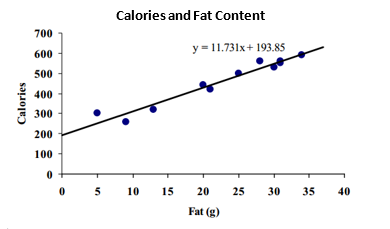 Calories and Fat Content
y = 11.731x + 193.85
Calories
700
600
500
400
300
200
100
0
0 5 10 15 20 25 30 35 40
Fat (g)